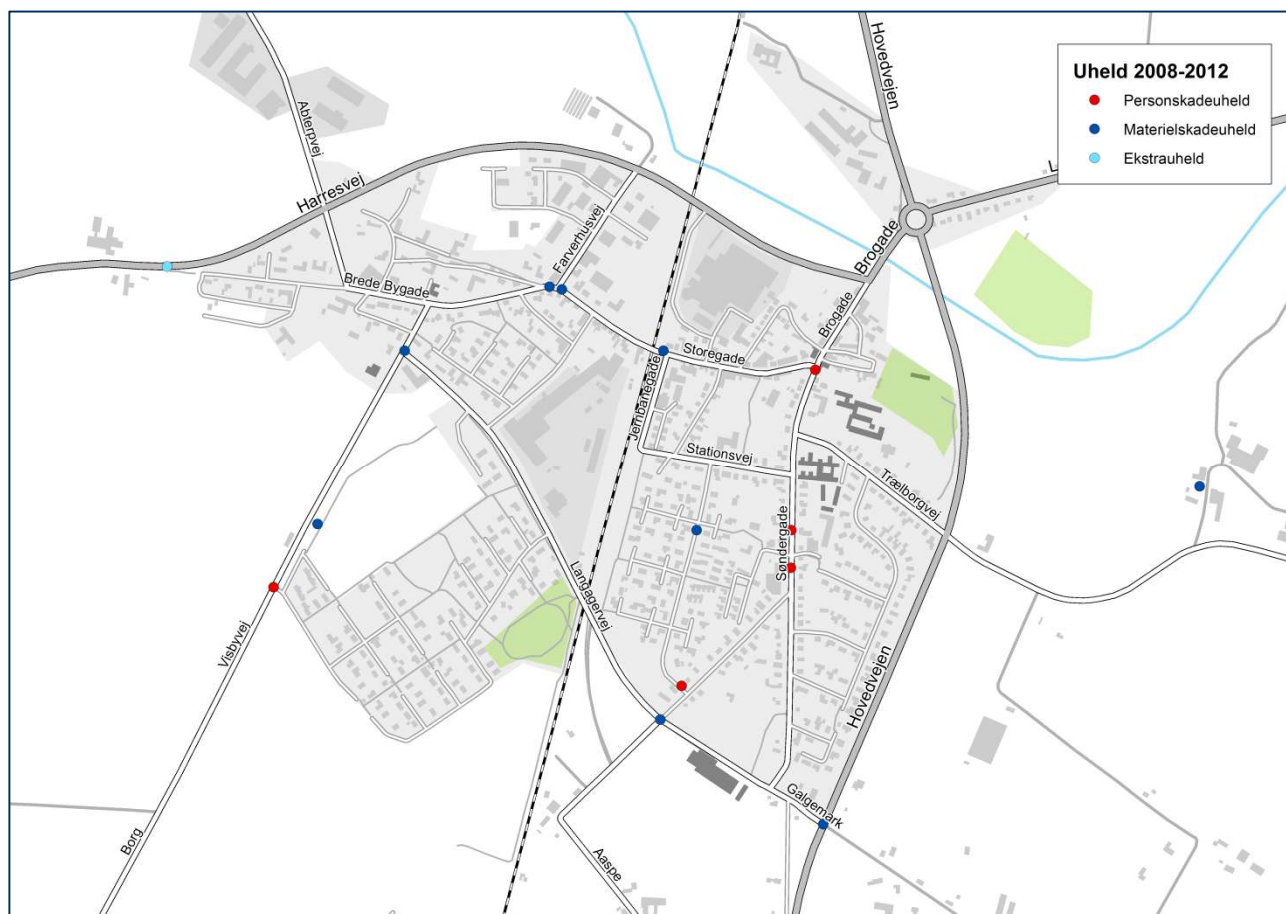 Uheld 2008-2012
Personskadeuheld
Materielskadeuheld
Ekstrauheld
Hovedvejen
L
Abterpvej
Harresvej
Farverhusvej
Brogade
Brede Bygade
Brogade
Storegade
Jernbanegade
Stationsvej
Trælborgvej
Søndergade
Langagervej
Visbyvej
Hovedvejen
Galgemark
Borg
Aaspe